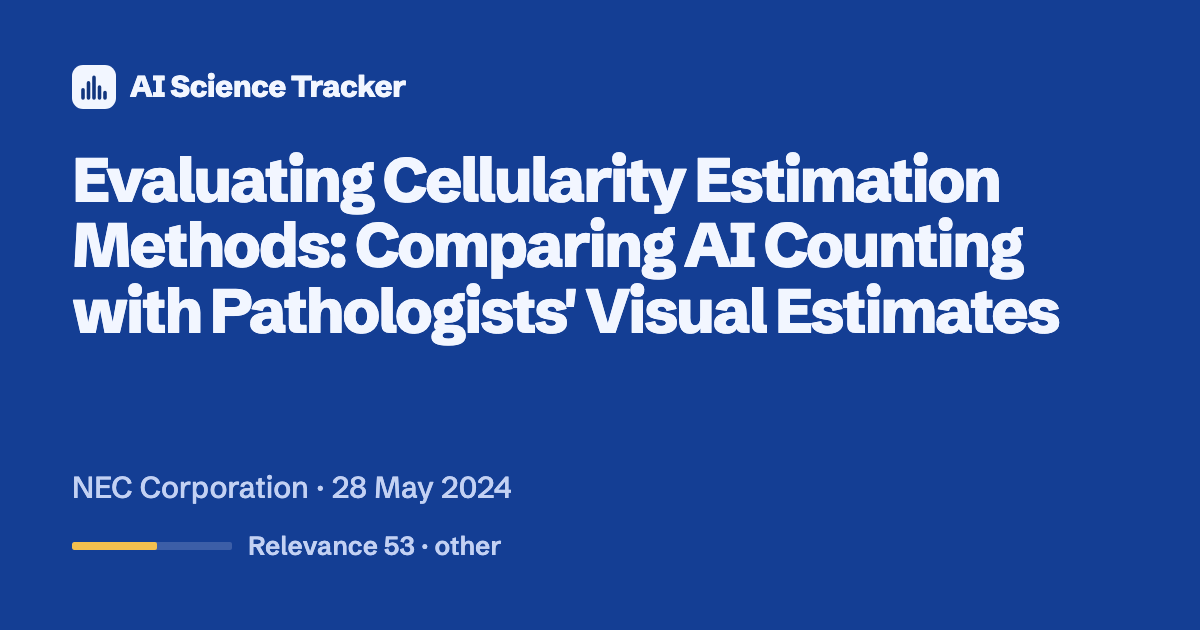 AI Science Tracker
Evaluating Cellularity Estimation
Methods: Comparing AI Counting
with Pathologists' Visual Estimates
NEC Corporation · 28 May 2024
Relevance 53 · other